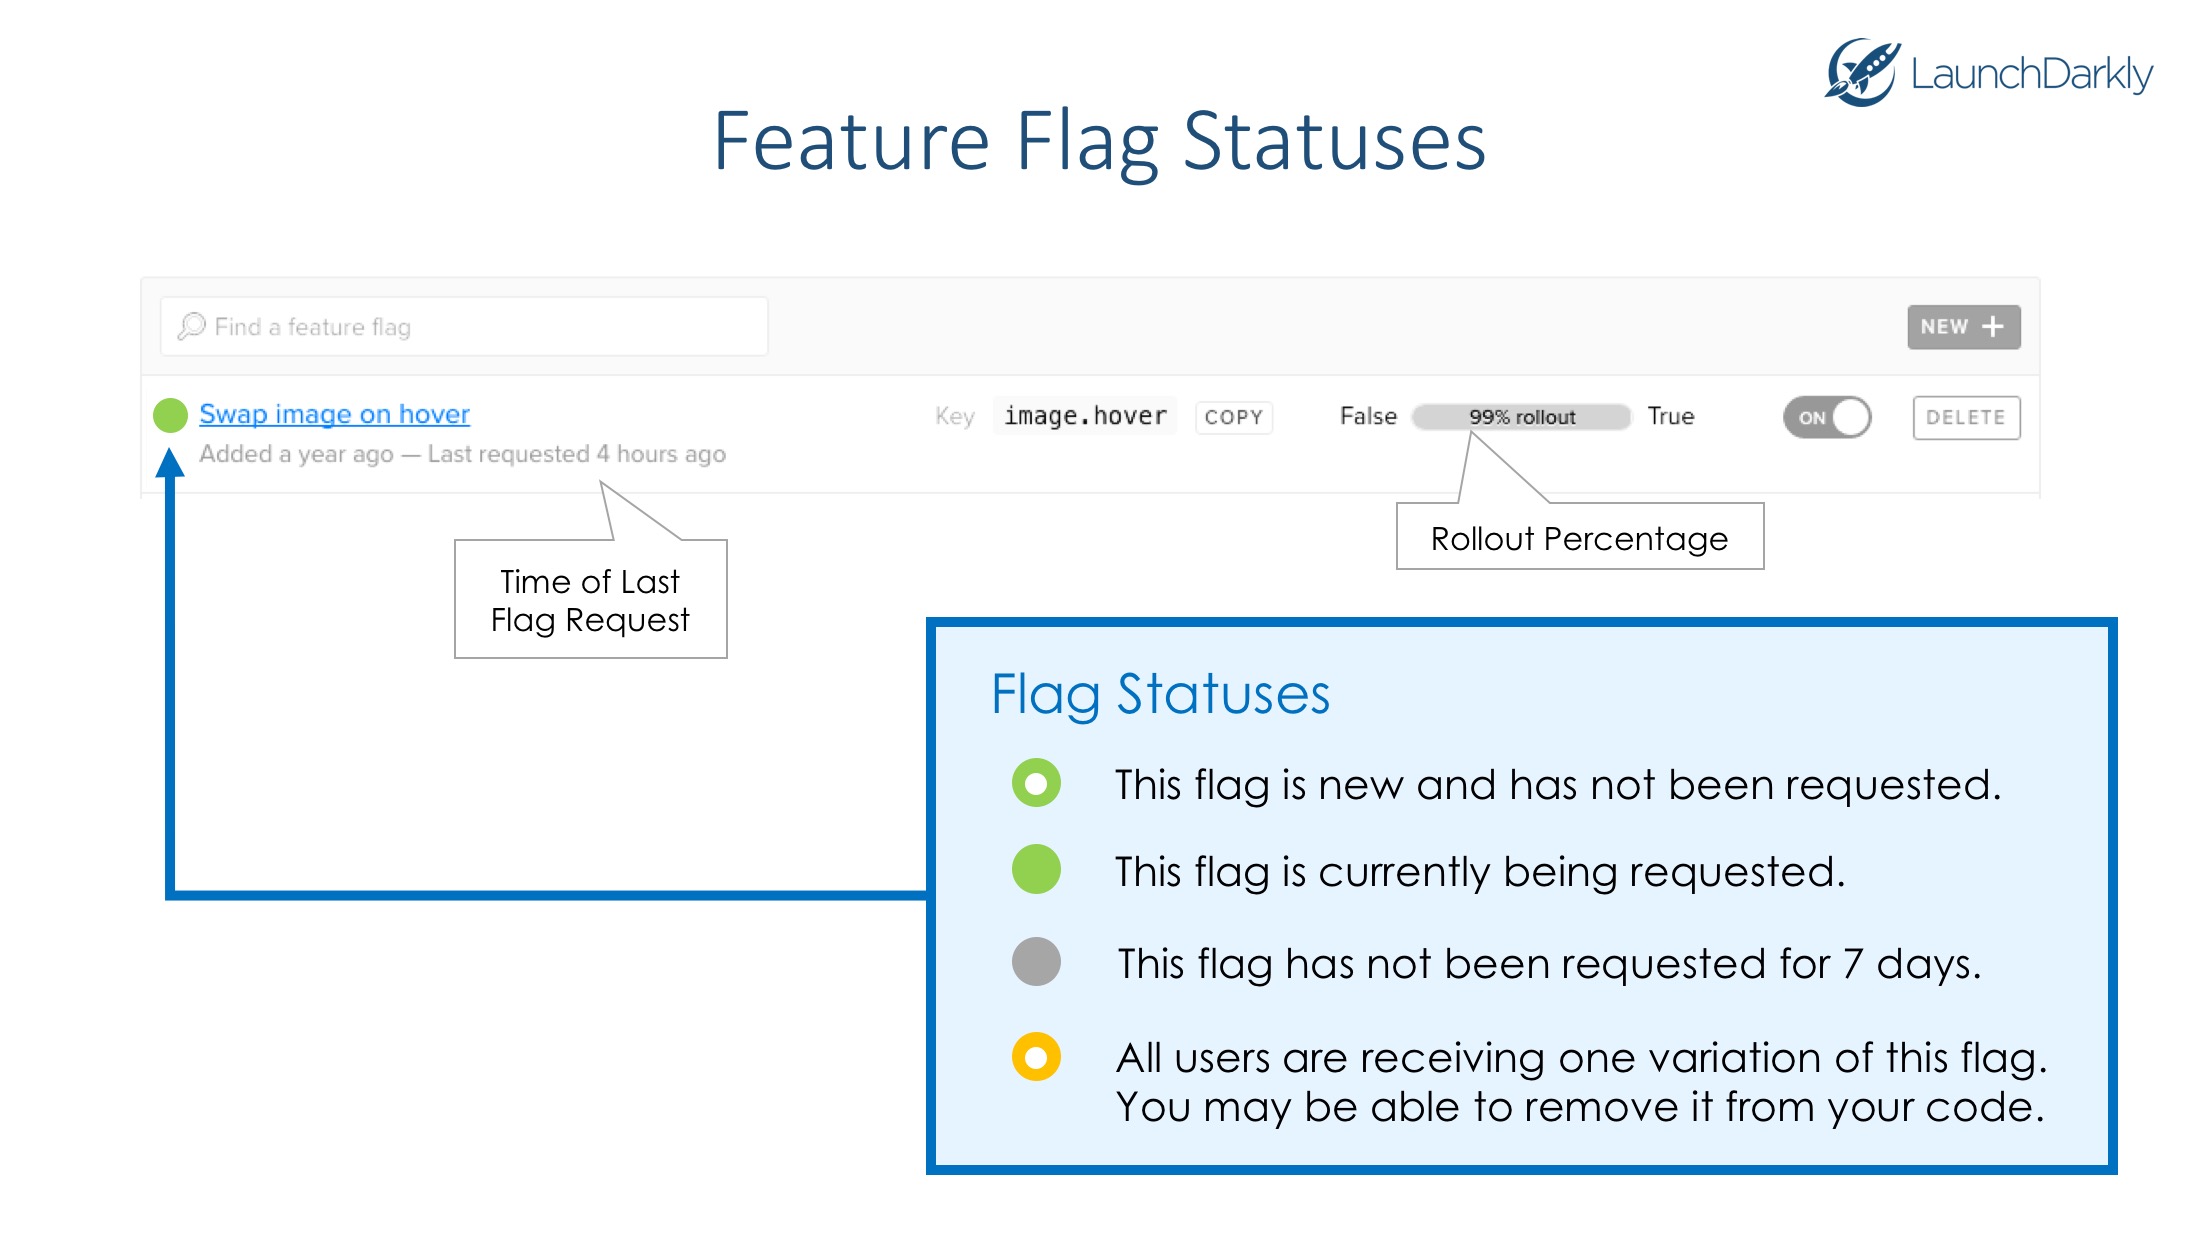 LaunchDarkly
Feature Flag Statuses
Find a feature flag
NEW +
Swap image on hover
Key image.hover COPY False 99% rollout True ON DELETE
Added a year ago — Last requested 4 hours ago
Rollout Percentage
Time of Last
Flag Request
Flag Statuses
This flag is new and has not been requested.
This flag is currently being requested.
This flag has not been requested for 7 days.
All users are receiving one variation of this flag.
You may be able to remove it from your code.